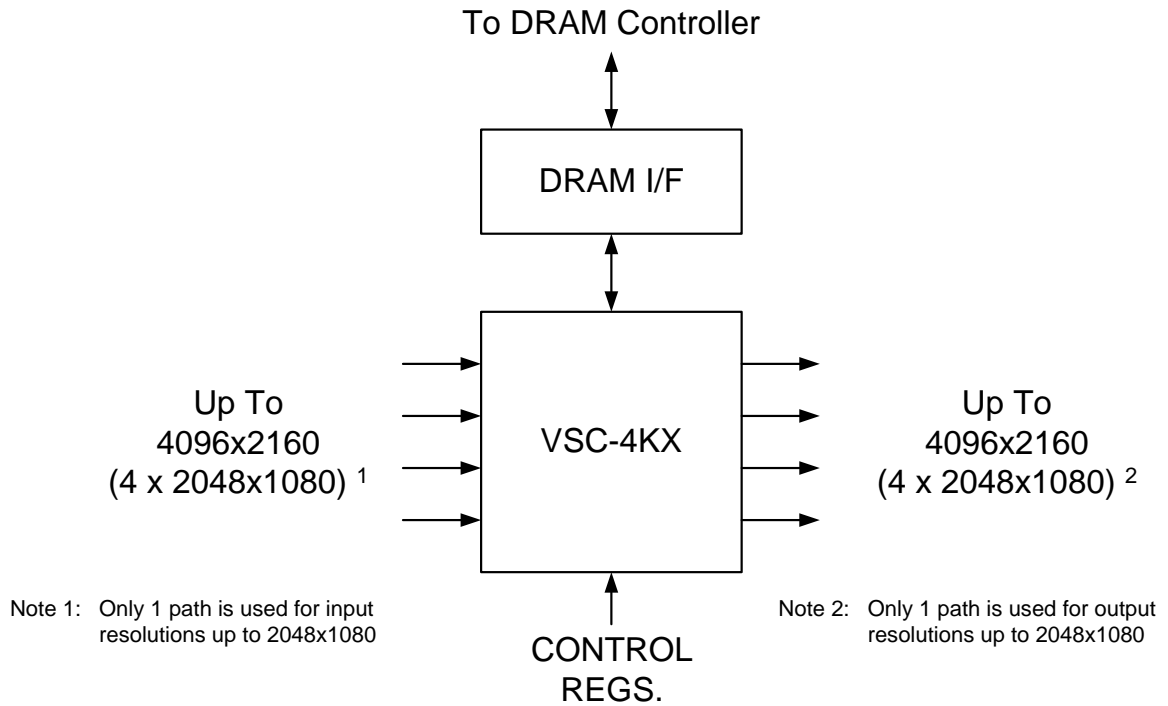 To DRAM Controller
DRAM I/F
Up To
4096x2160
(4 x 2048x1080) 1
VSC-4KX
Up To
4096x2160
(4 x 2048x1080) 2
Note 1: Only 1 path is used for input
resolutions up to 2048x1080
Note 2: Only 1 path is used for output
resolutions up to 2048x1080
CONTROL
REGS.